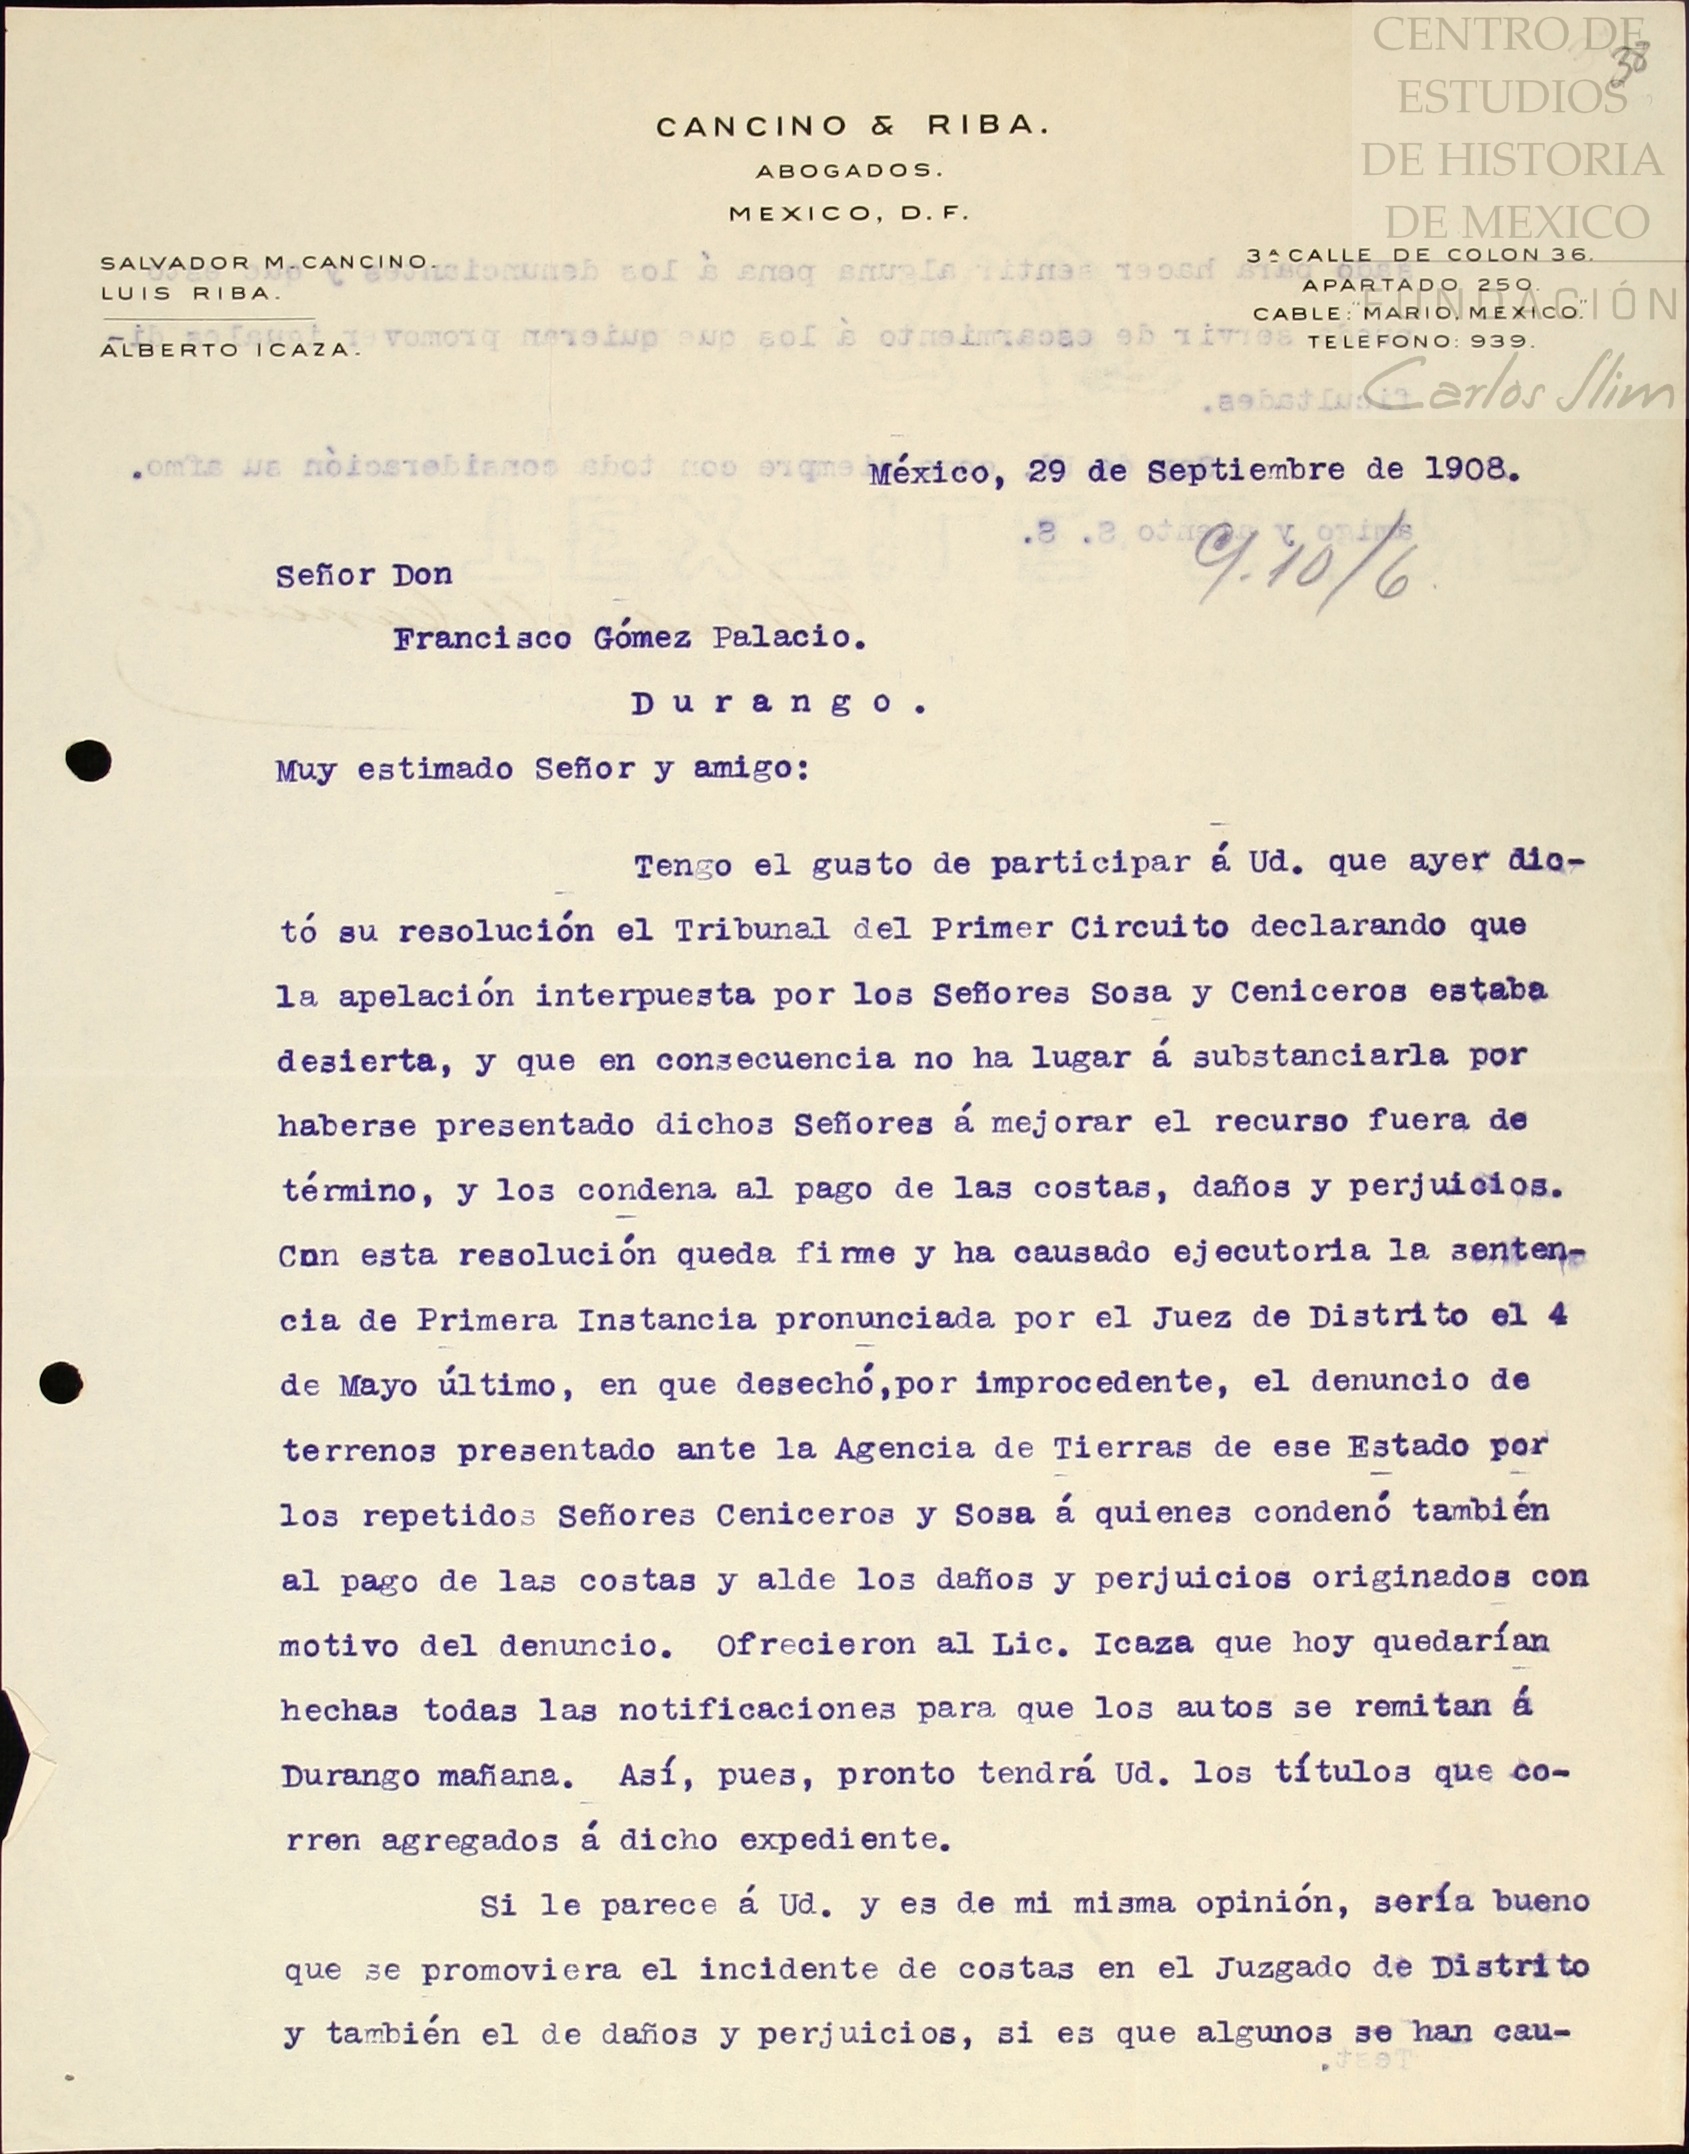 CENTRO DE
ESTUDIOS
DE HISTORIA
DE MEXICO
FUNDACIÓN
Carlos Slim
38
CANCINO & RIBA.
ABOGADOS.
MEXICO, D. F.
SALVADOR M. CANCINO.
LUIS RIBA.
ALBERTO ICAZA.
3ª CALLE DE COLON 36.
APARTADO 250.
CABLE: "MARIO, MEXICO."
TELEFONO: 939.
México, 29 de Septiembre de 1908.
C. 10/6.
Señor Don
Francisco Gómez Palacio.
D u r a n g o .
Muy estimado Señor y amigo:
Tengo el gusto de participar á Ud. que ayer dic-
tó su resolución el Tribunal del Primer Circuito declarando que
la apelación interpuesta por los Señores Sosa y Ceniceros estaba
desierta, y que en consecuencia no ha lugar á substanciarla por
haberse presentado dichos Señores á mejorar el recurso fuera de
término, y los condena al pago de las costas, daños y perjuicios.
Cnn esta resolución queda firme y ha causado ejecutoria la senten-
cia de Primera Instancia pronunciada por el Juez de Distrito el 4
de Mayo último, en que desechó,por improcedente, el denuncio de
terrenos presentado ante la Agencia de Tierras de ese Estado por
los repetidos Señores Ceniceros y Sosa á quienes condenó también
al pago de las costas y alde los daños y perjuicios originados con
motivo del denuncio. Ofrecieron al Lic. Icaza que hoy quedarían
hechas todas las notificaciones para que los autos se remitan á
Durango mañana. Así, pues, pronto tendrá Ud. los títulos que co-
rren agregados á dicho expediente.
Si le parece á Ud. y es de mi misma opinión, sería bueno
que se promoviera el incidente de costas en el Juzgado de Distrito
y también el de daños y perjuicios, si es que algunos se han cau-